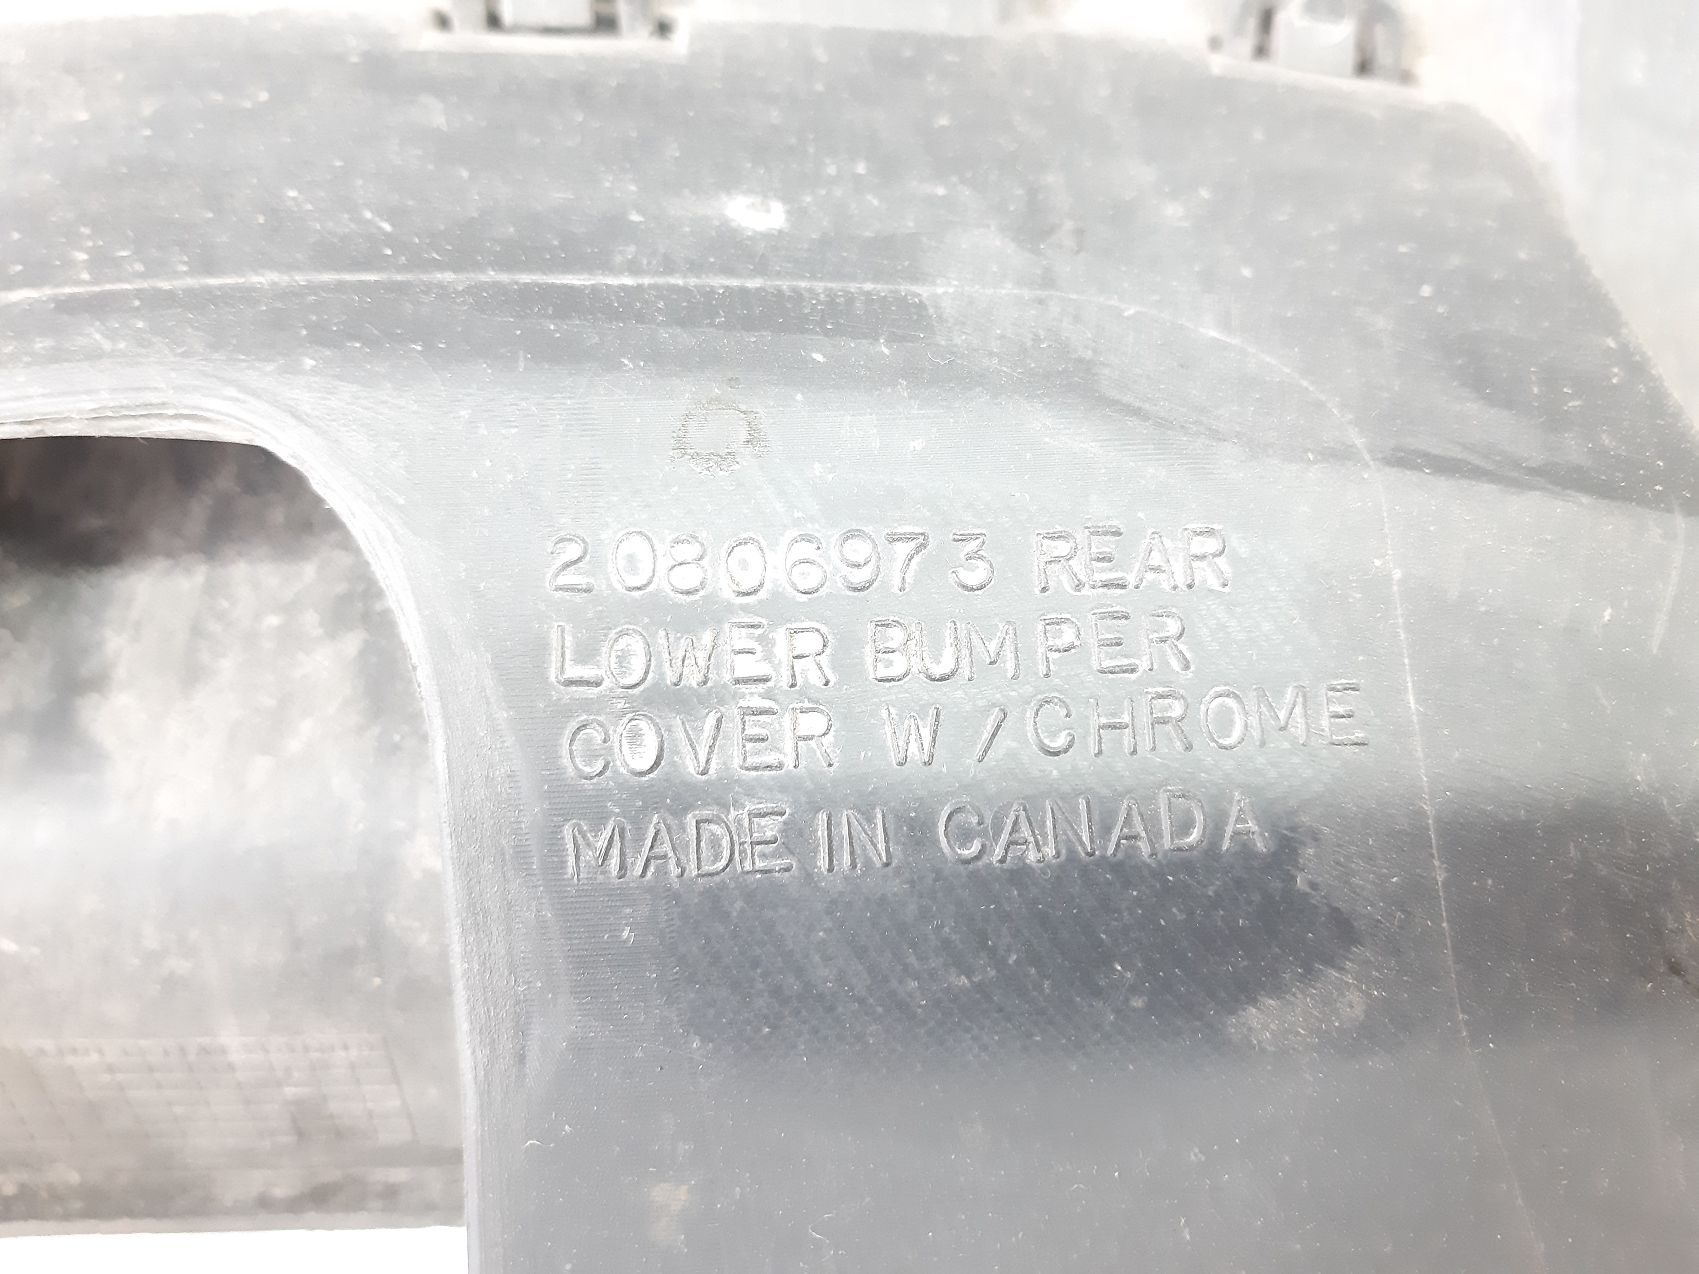 20806973 REAR
LOWER BUMPER
COVER W/CHROME
MADE IN CANADA